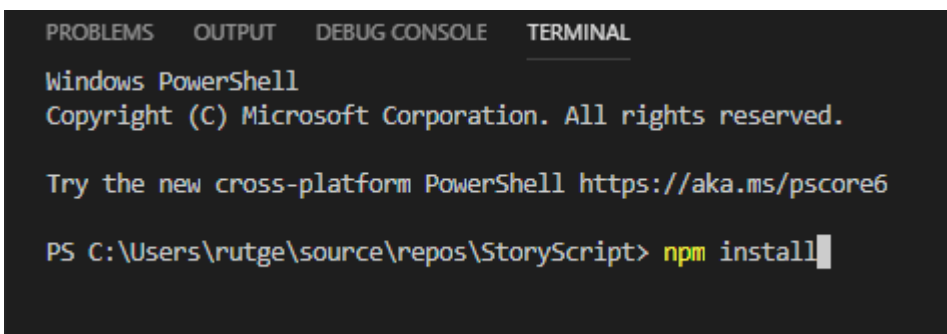 PROBLEMS OUTPUT DEBUG CONSOLE TERMINAL
Windows PowerShell
Copyright (C) Microsoft Corporation. All rights reserved.
Try the new cross-platform PowerShell https://aka.ms/pscore6
PS C:\Users\rutge\source\repos\StoryScript> npm install